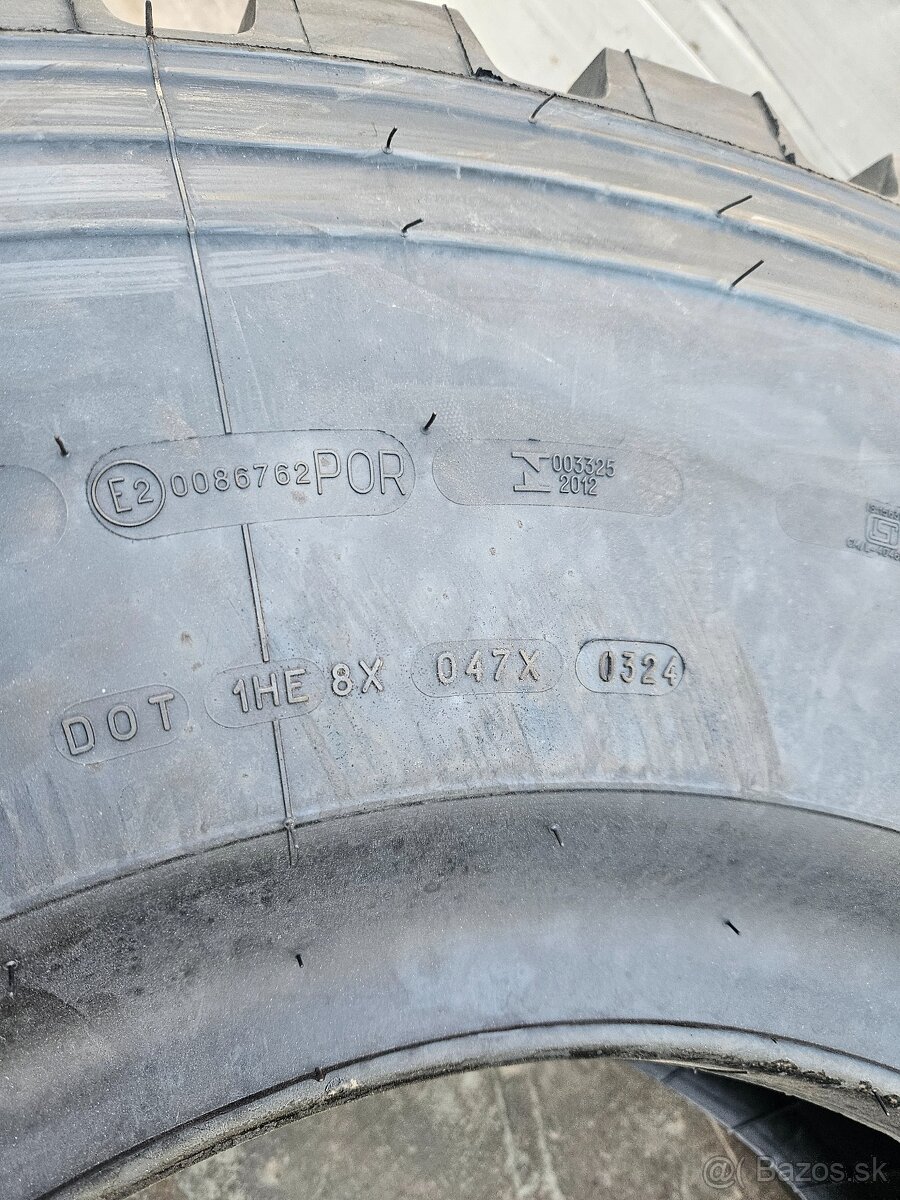 E2 0086762 POR
003325
2012
DOT 1HE 8X 047X 0324
@( Bazos.sk